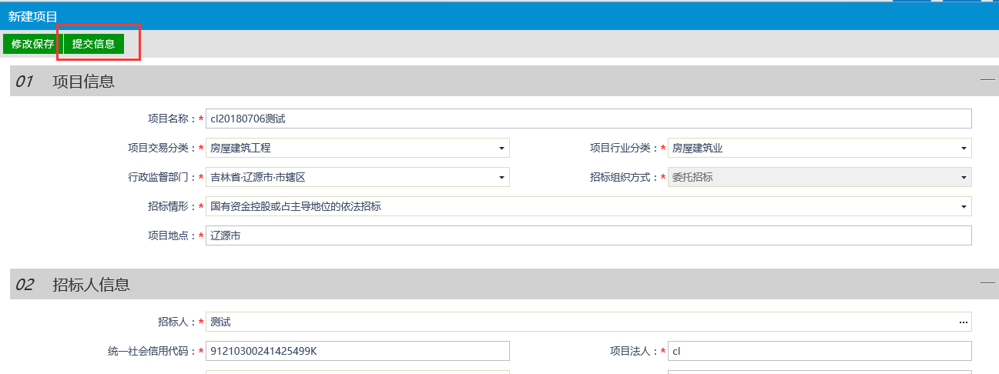 新建项目
修改保存 提交信息
01 项目信息
项目名称：* cl20180706测试
项目交易分类：* 房屋建筑工程 项目行业分类：* 房屋建筑业
行政监督部门：* 吉林省·辽源市·市辖区 招标组织方式：* 委托招标
招标情形：* 国有资金控股或占主导地位的依法招标
项目地点：* 辽源市
02 招标人信息
招标人：* 测试 ...
统一社会信用代码：* 91210300241425499K 项目法人：* cl